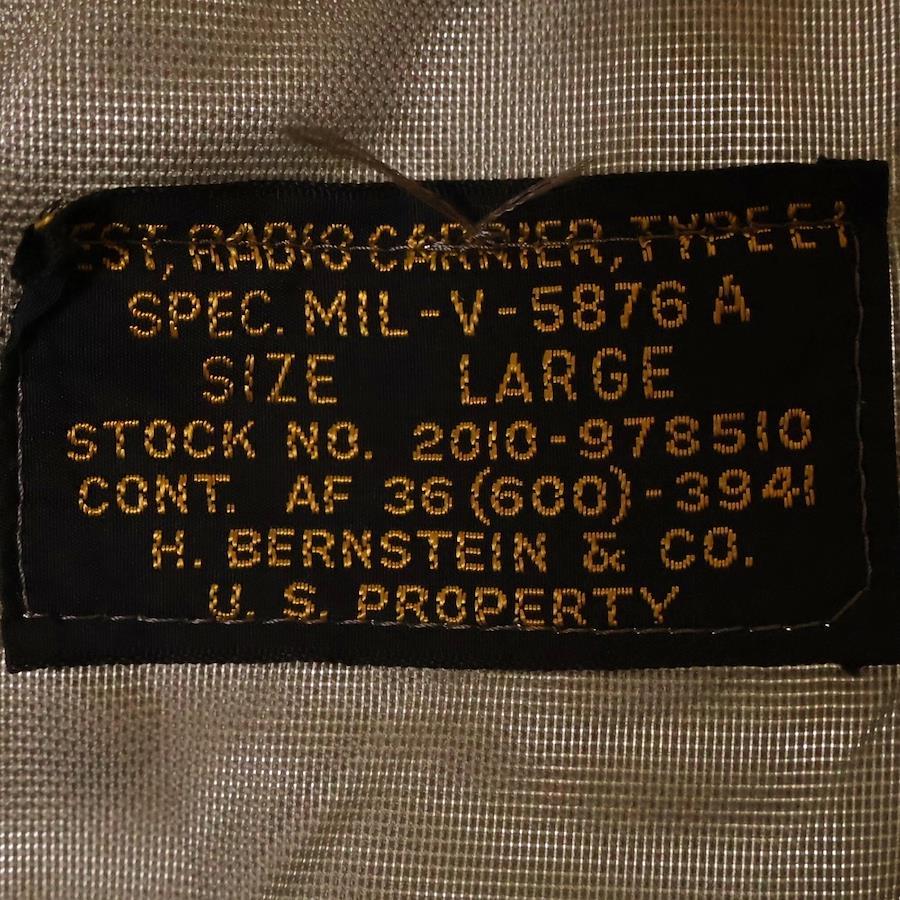 EST, RADIO CARRIER, TYPE E1
SPEC. MIL-V-5876 A
SIZE LARGE
STOCK NO. 2010-978510
CONT. AF 36(600)-3941
H. BERNSTEIN & CO.
U. S. PROPERTY